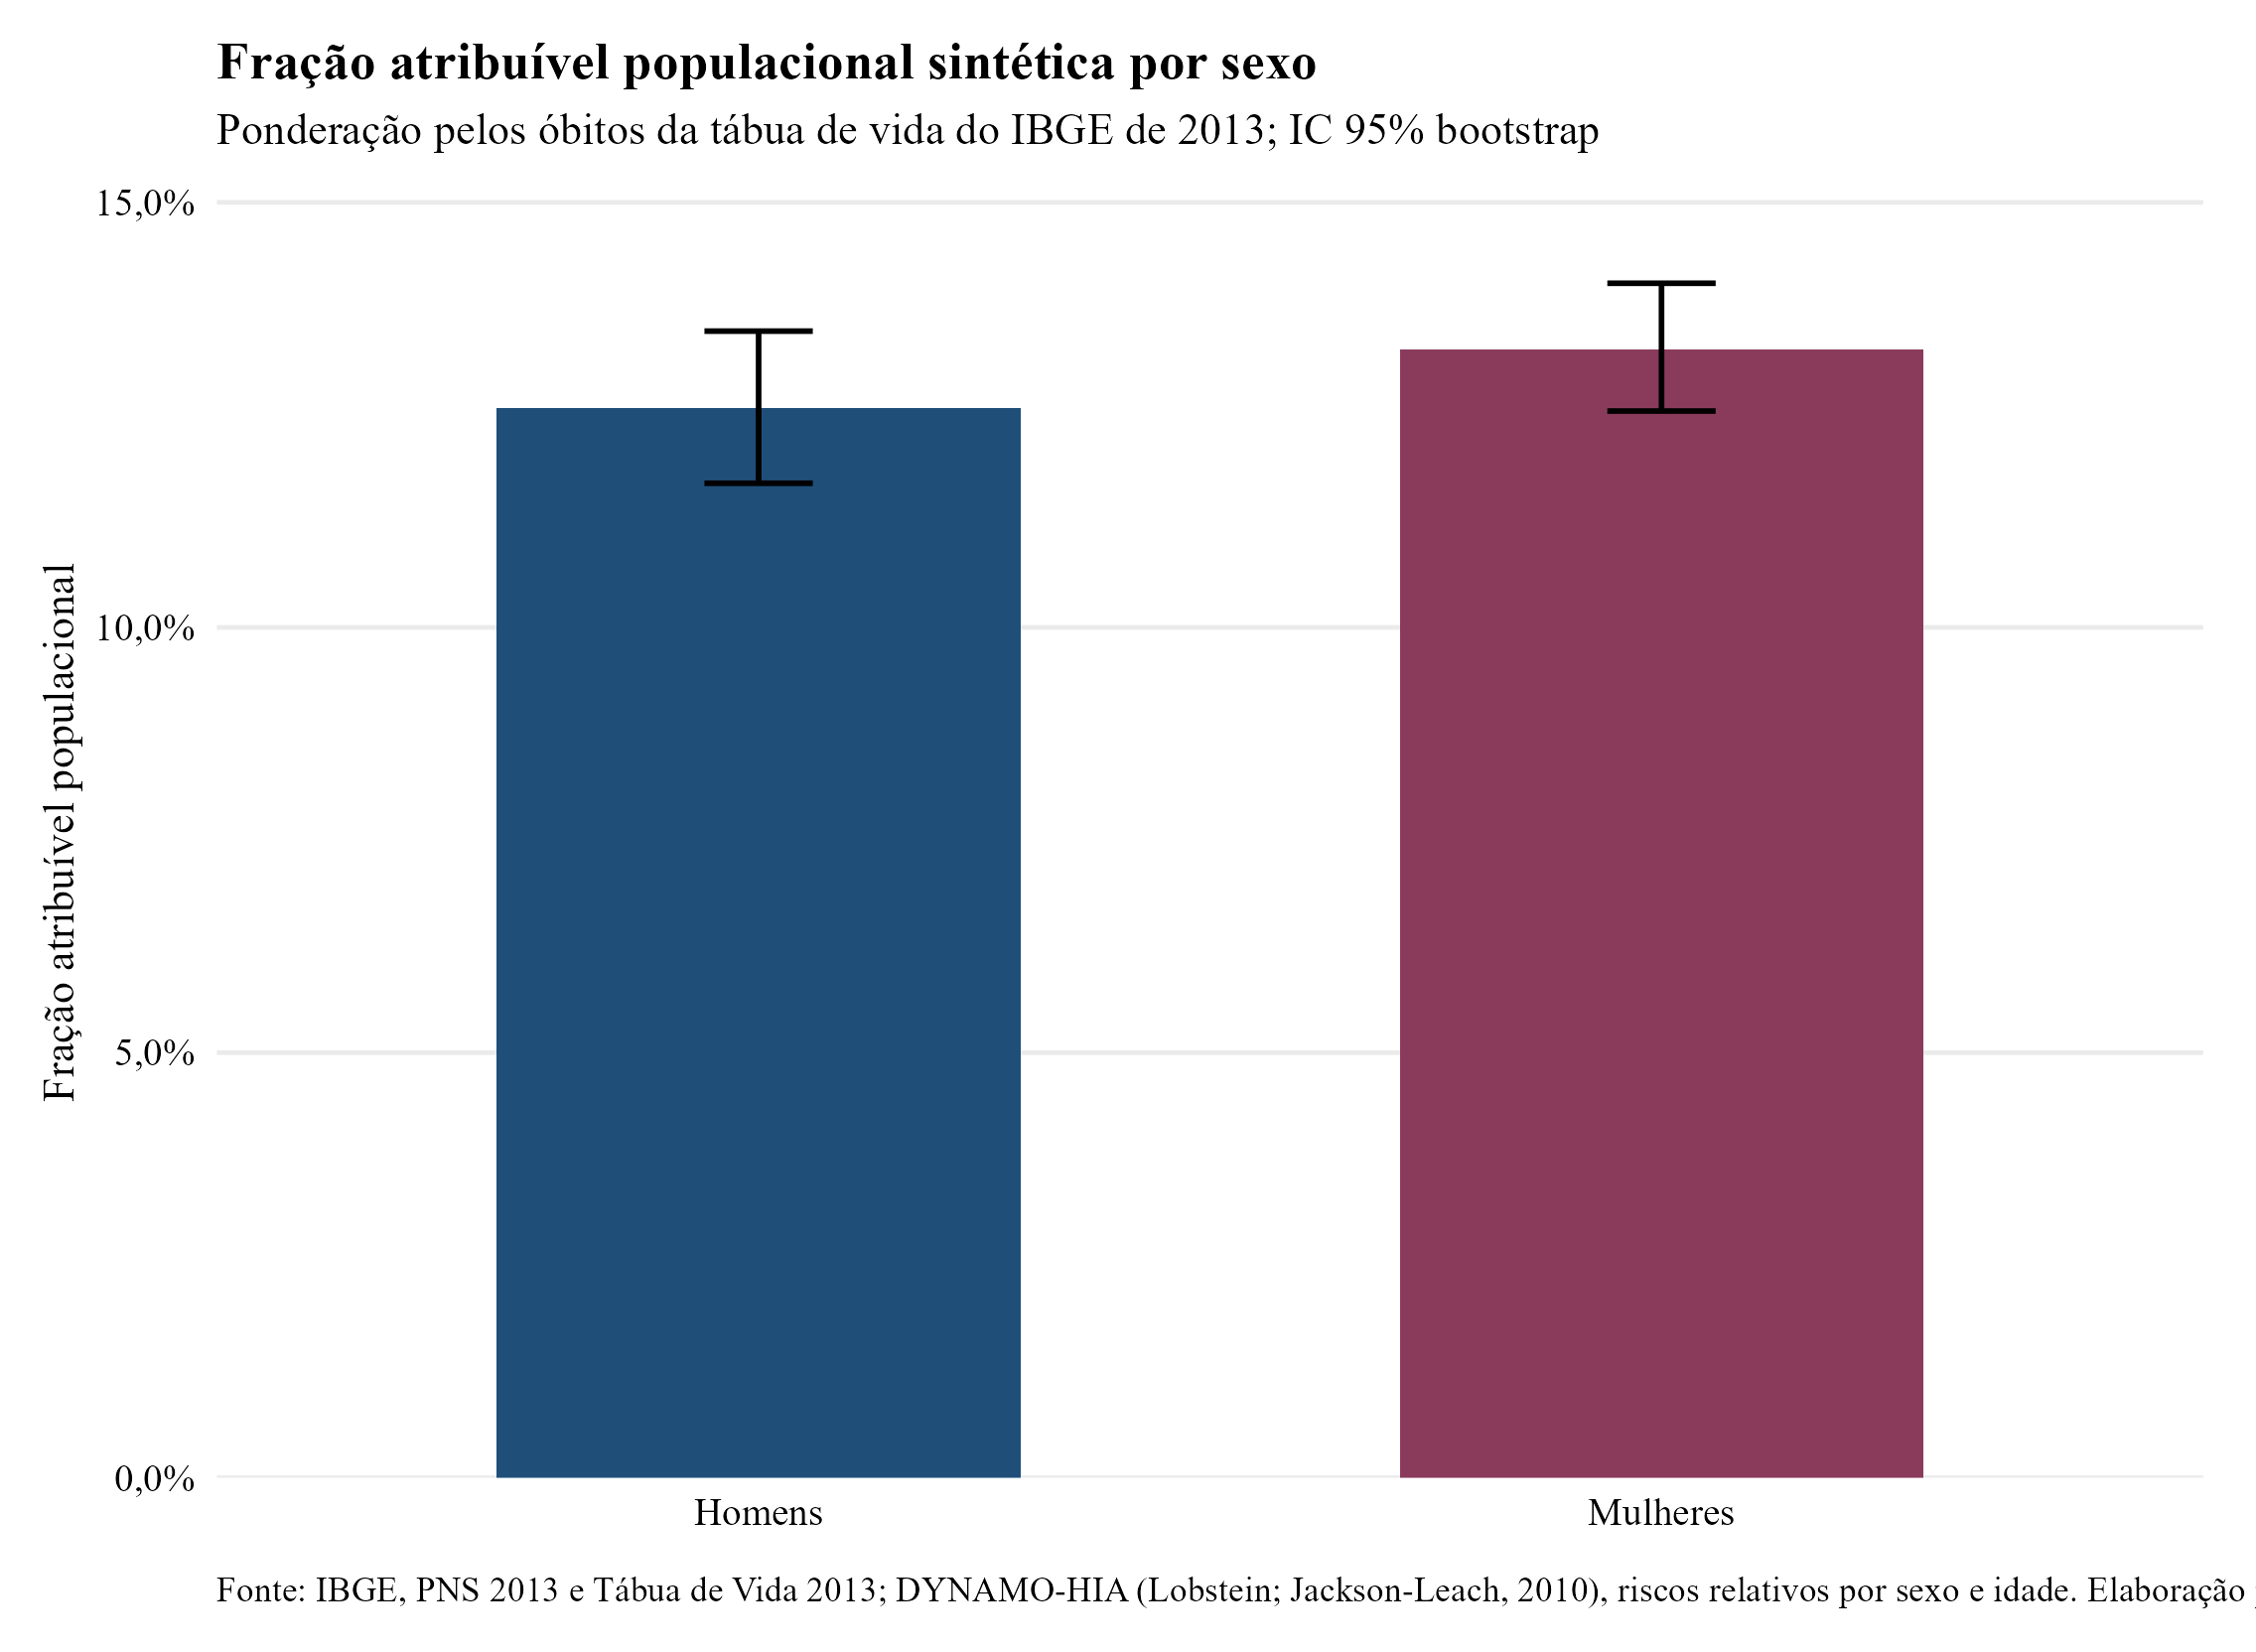 Fração atribuível populacional sintética por sexo
Ponderação pelos óbitos da tábua de vida do IBGE de 2013; IC 95% bootstrap
Fração atribuível populacional
15,0%
10,0%
5,0%
0,0%
Homens
Mulheres
Fonte: IBGE, PNS 2013 e Tábua de Vida 2013; DYNAMO-HIA (Lobstein; Jackson-Leach, 2010), riscos relativos por sexo e idade. Elaboração